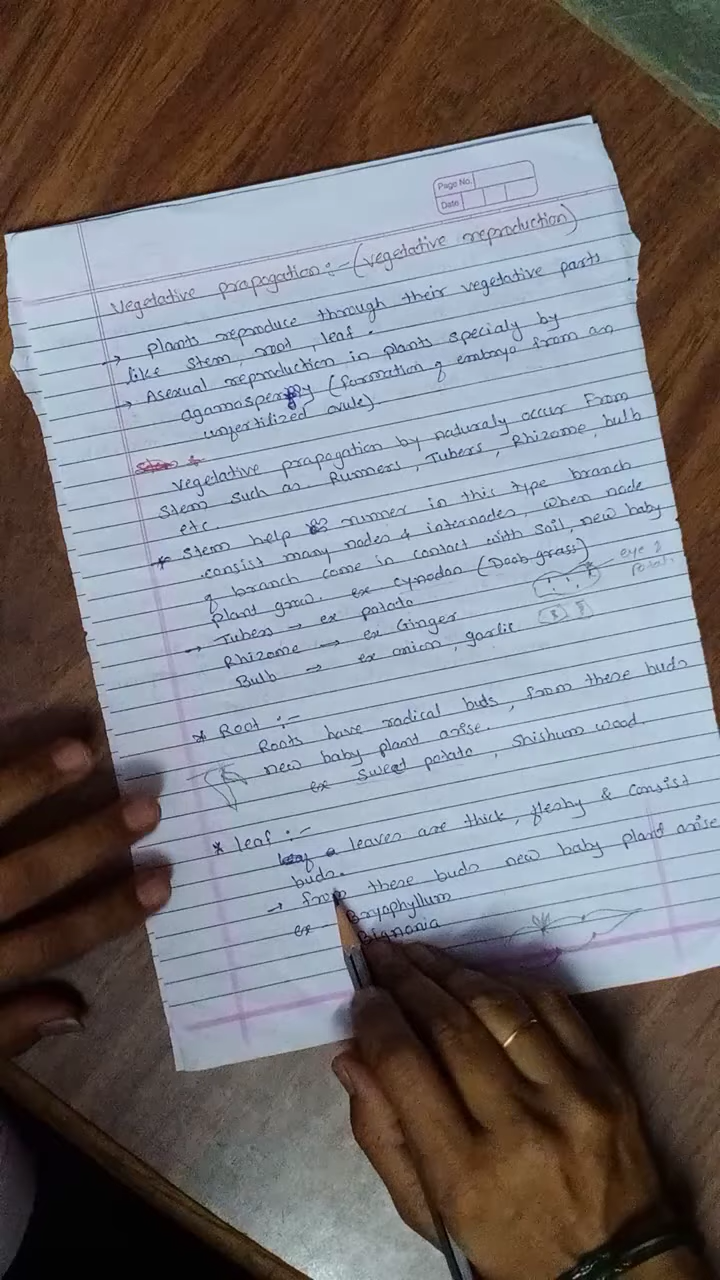 Page No.
Date
Vegetative propogation :- (vegetative reproduction)
→ Plants reproduce through their vegetative parts
like stem, root, leaf.
→ Asexual reproduction in plants specialy by
agamospermy (formation of embryo from an
unfertilized ovule)
Stem :-
Vegetative propagation by naturaly occur from
stem such as Runners, Tubers, Rhizome, bulb
etc.
* Stem help runner in this type branch
consist many nodes & internodes, when node
of branch come in contact with soil, new baby
plant grow. ex cynodon (Doob grass)
→ Tubers → ex potato
eye of
potato
Rhizome → ex Ginger
Bulb → ex onion, garlic
* Root :-
Roots have radical buds, from these buds
new baby plant arise.
ex sweet potato, Shishum wood.
* leaf :-
leaves are thick, fleshy & consist
buds.
→ from these buds new baby plant arise
ex Bryophyllum
Bignonia